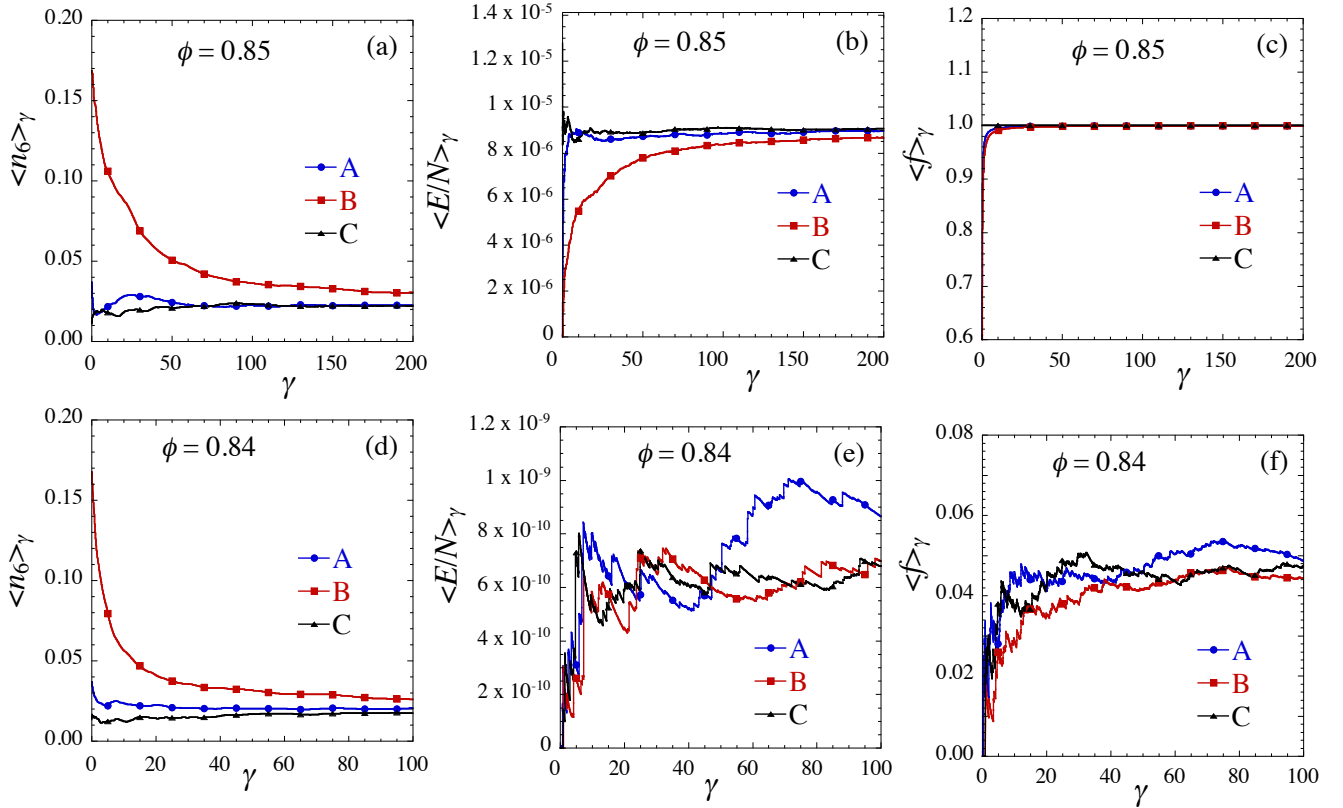 (a)
ϕ = 0.85
<n6>γ
0.20
0.15
0.10
0.05
0.00
A
B
C
0 50 100 150 200
γ
(b)
ϕ = 0.85
<E/N>γ
1.4 x 10-5
1.2 x 10-5
1 x 10-5
8 x 10-6
6 x 10-6
4 x 10-6
2 x 10-6
0
A
B
C
0 50 100 150 200
γ
(c)
ϕ = 0.85
<f>γ
1.2
1.1
1.0
0.9
0.8
0.7
0.6
A
B
C
0 50 100 150 200
γ
(d)
ϕ = 0.84
<n6>γ
0.20
0.15
0.10
0.05
0.00
A
B
C
0 20 40 60 80 100
γ
(e)
ϕ = 0.84
<E/N>γ
1.2 x 10-9
1 x 10-9
8 x 10-10
6 x 10-10
4 x 10-10
2 x 10-10
0
A
B
C
0 20 40 60 80 100
γ
(f)
ϕ = 0.84
<f>γ
0.08
0.06
0.04
0.02
0.00
A
B
C
0 20 40 60 80 100
γ